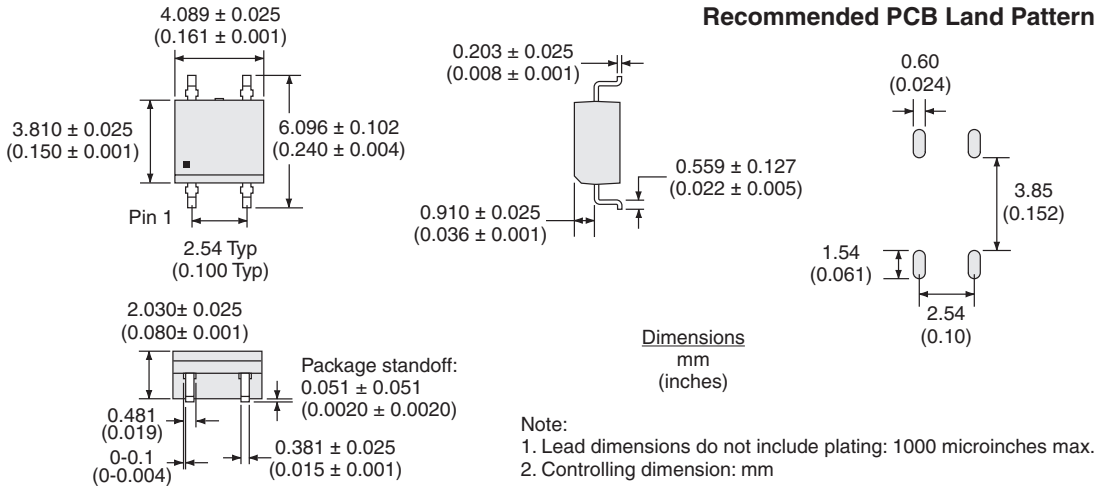 4.089 ± 0.025
(0.161 ± 0.001)
3.810 ± 0.025
(0.150 ± 0.001)
6.096 ± 0.102
(0.240 ± 0.004)
Pin 1
2.54 Typ
(0.100 Typ)
0.203 ± 0.025
(0.008 ± 0.001)
0.559 ± 0.127
(0.022 ± 0.005)
0.910 ± 0.025
(0.036 ± 0.001)
Recommended PCB Land Pattern
0.60
(0.024)
3.85
(0.152)
1.54
(0.061)
2.54
(0.10)
2.030± 0.025
(0.080± 0.001)
Package standoff:
0.051 ± 0.051
(0.0020 ± 0.0020)
0.481
(0.019)
0-0.1
(0-0.004)
0.381 ± 0.025
(0.015 ± 0.001)
Dimensions
mm
(inches)
Note:
1. Lead dimensions do not include plating: 1000 microinches max.
2. Controlling dimension: mm